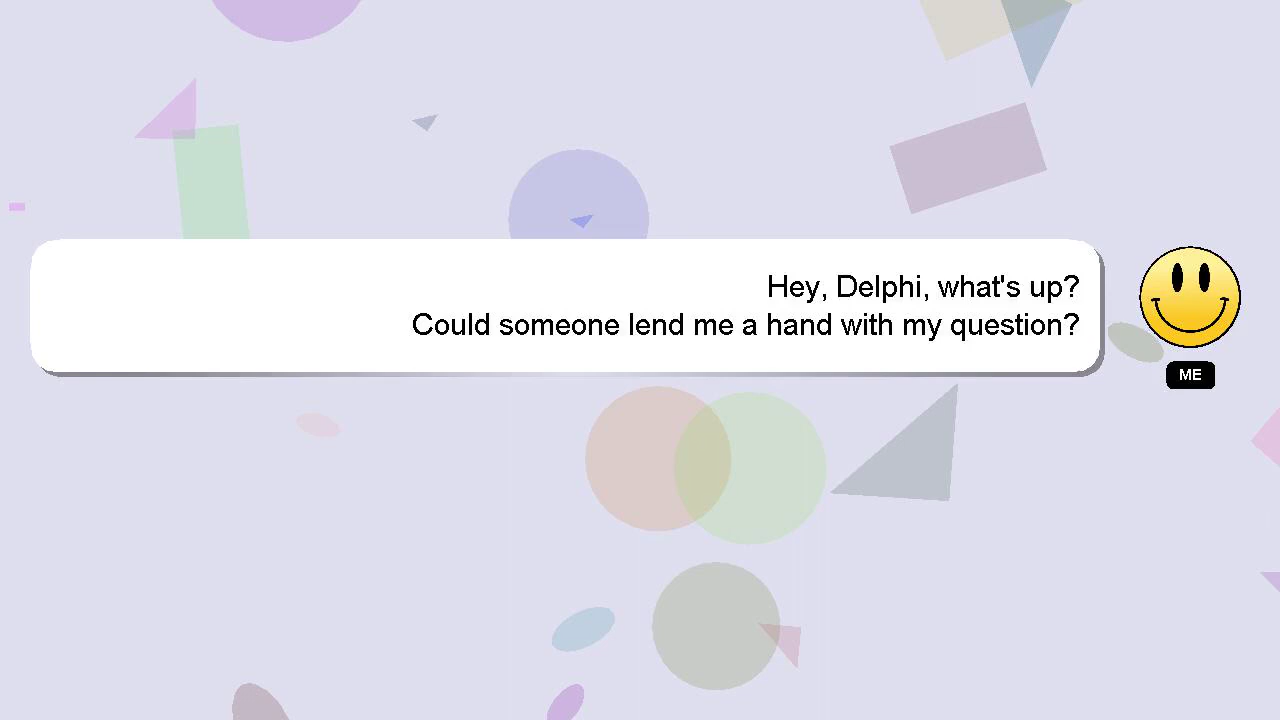 Hey, Delphi, what's up?
Could someone lend me a hand with my question?
ME